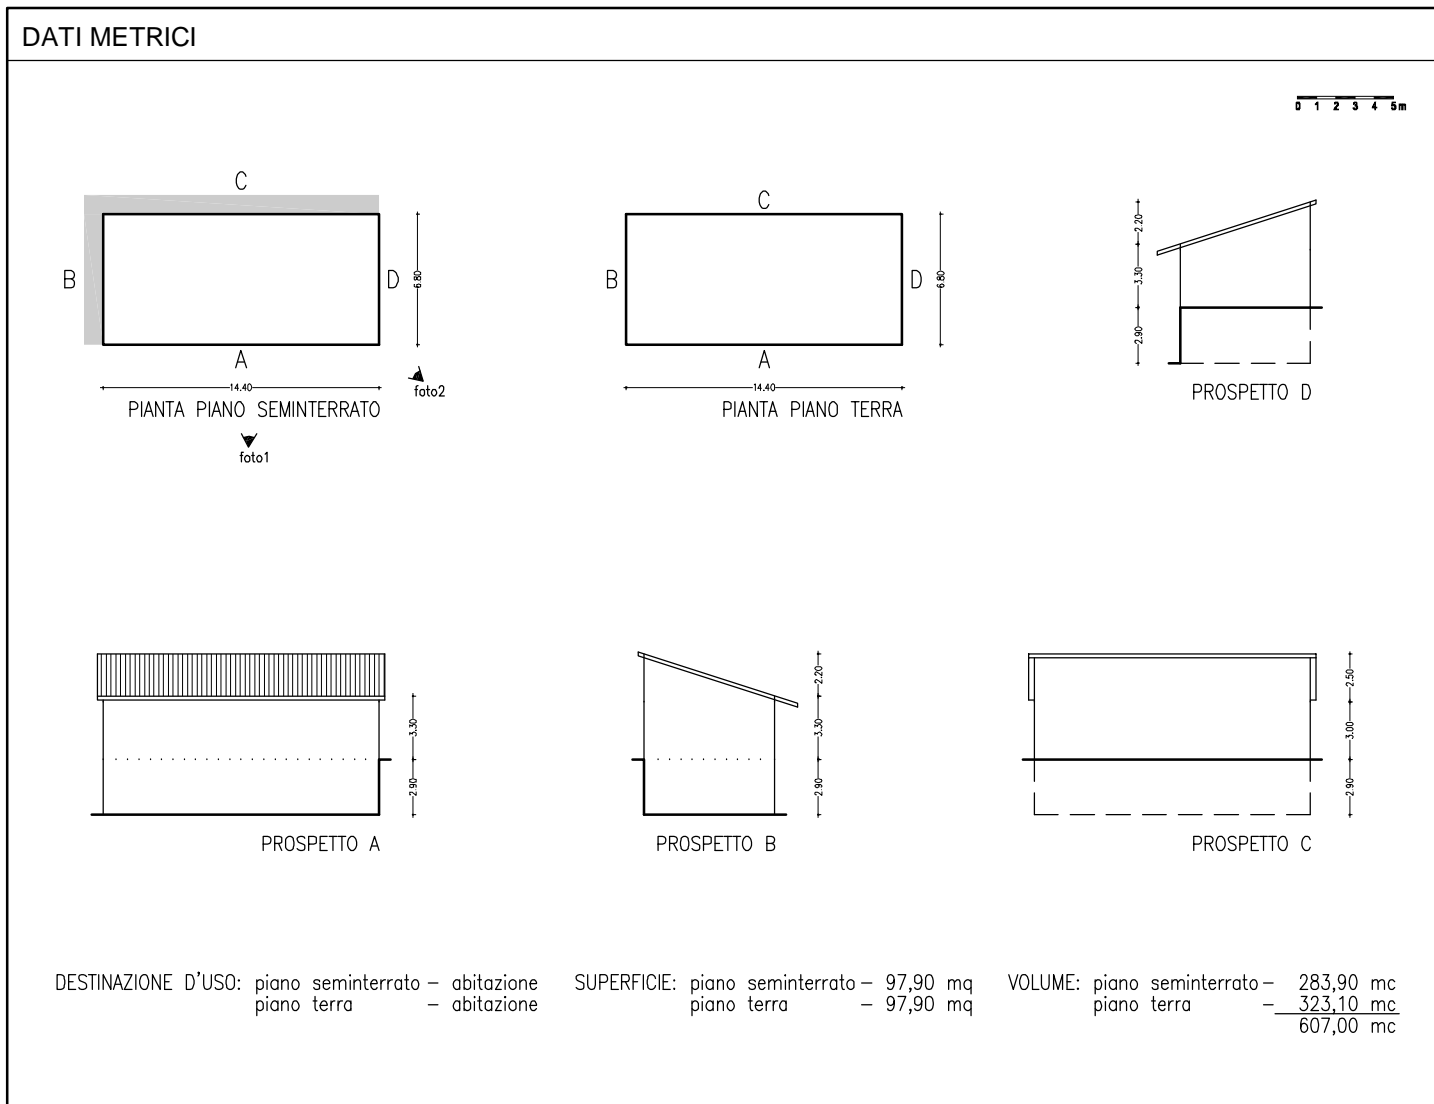 DATI METRICI
0 1 2 3 4 5m
C
B
D
6.80
A
14.40
foto2
PIANTA PIANO SEMINTERRATO
foto1
C
B
D
6.80
A
14.40
PIANTA PIANO TERRA
2.20
3.30
2.90
PROSPETTO D
3.30
2.90
PROSPETTO A
2.20
3.30
2.90
PROSPETTO B
2.50
3.00
2.90
PROSPETTO C
DESTINAZIONE D'USO: piano seminterrato – abitazione
piano terra – abitazione
SUPERFICIE: piano seminterrato – 97,90 mq
piano terra – 97,90 mq
VOLUME: piano seminterrato – 283,90 mc
piano terra – 323,10 mc
607,00 mc